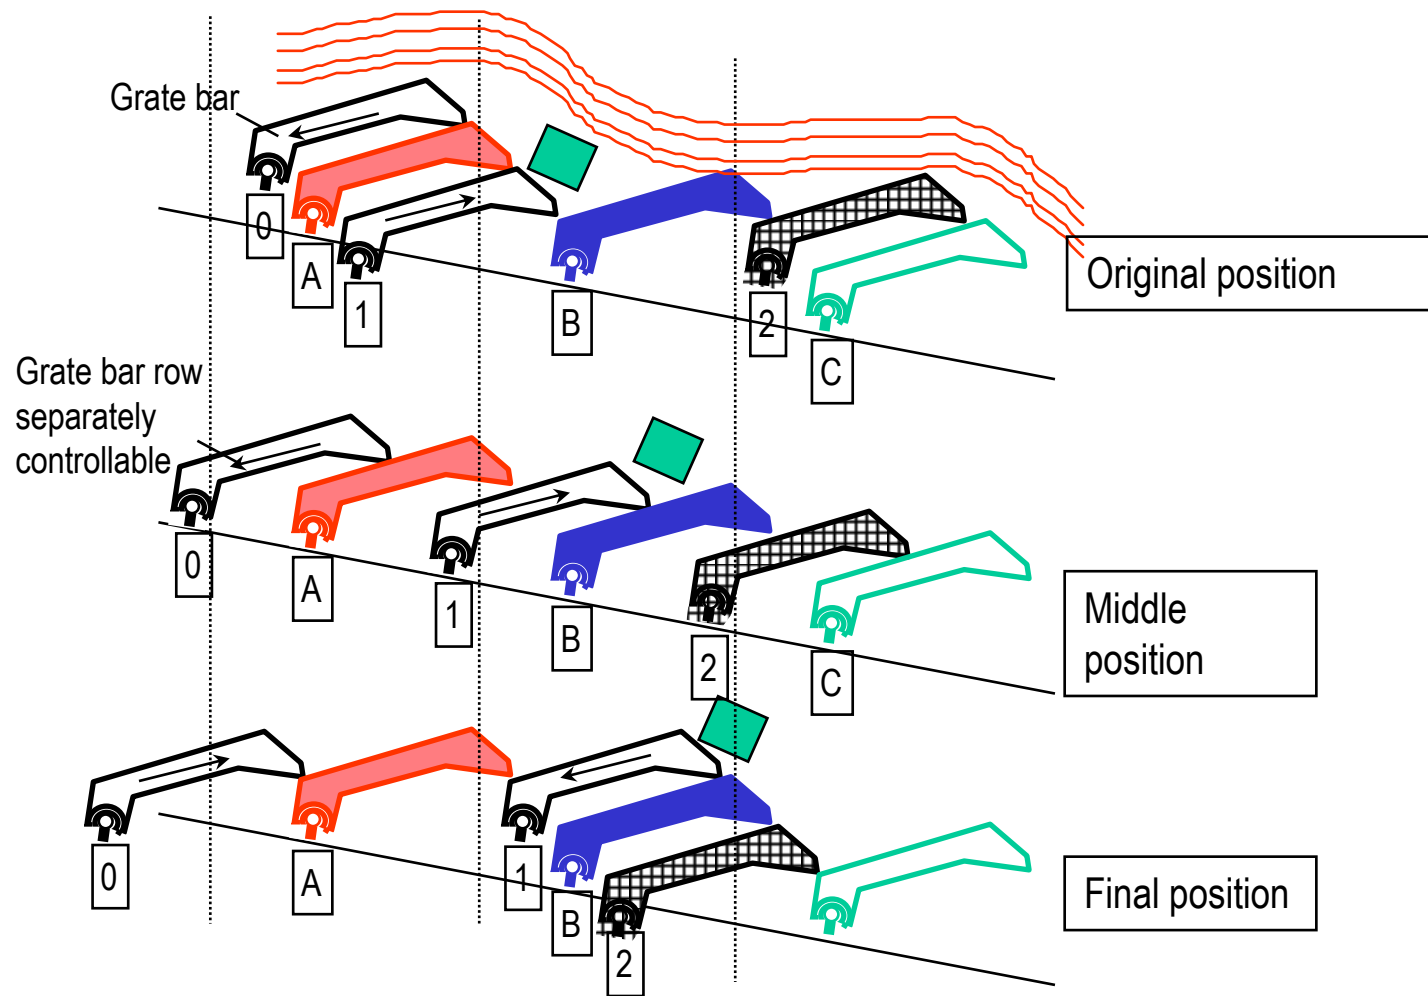 Grate bar
0
A
1
B
2
C
Original position
Grate bar row
separately
controllable
0
A
1
B
2
C
Middle
position
0
A
1
B
2
Final position